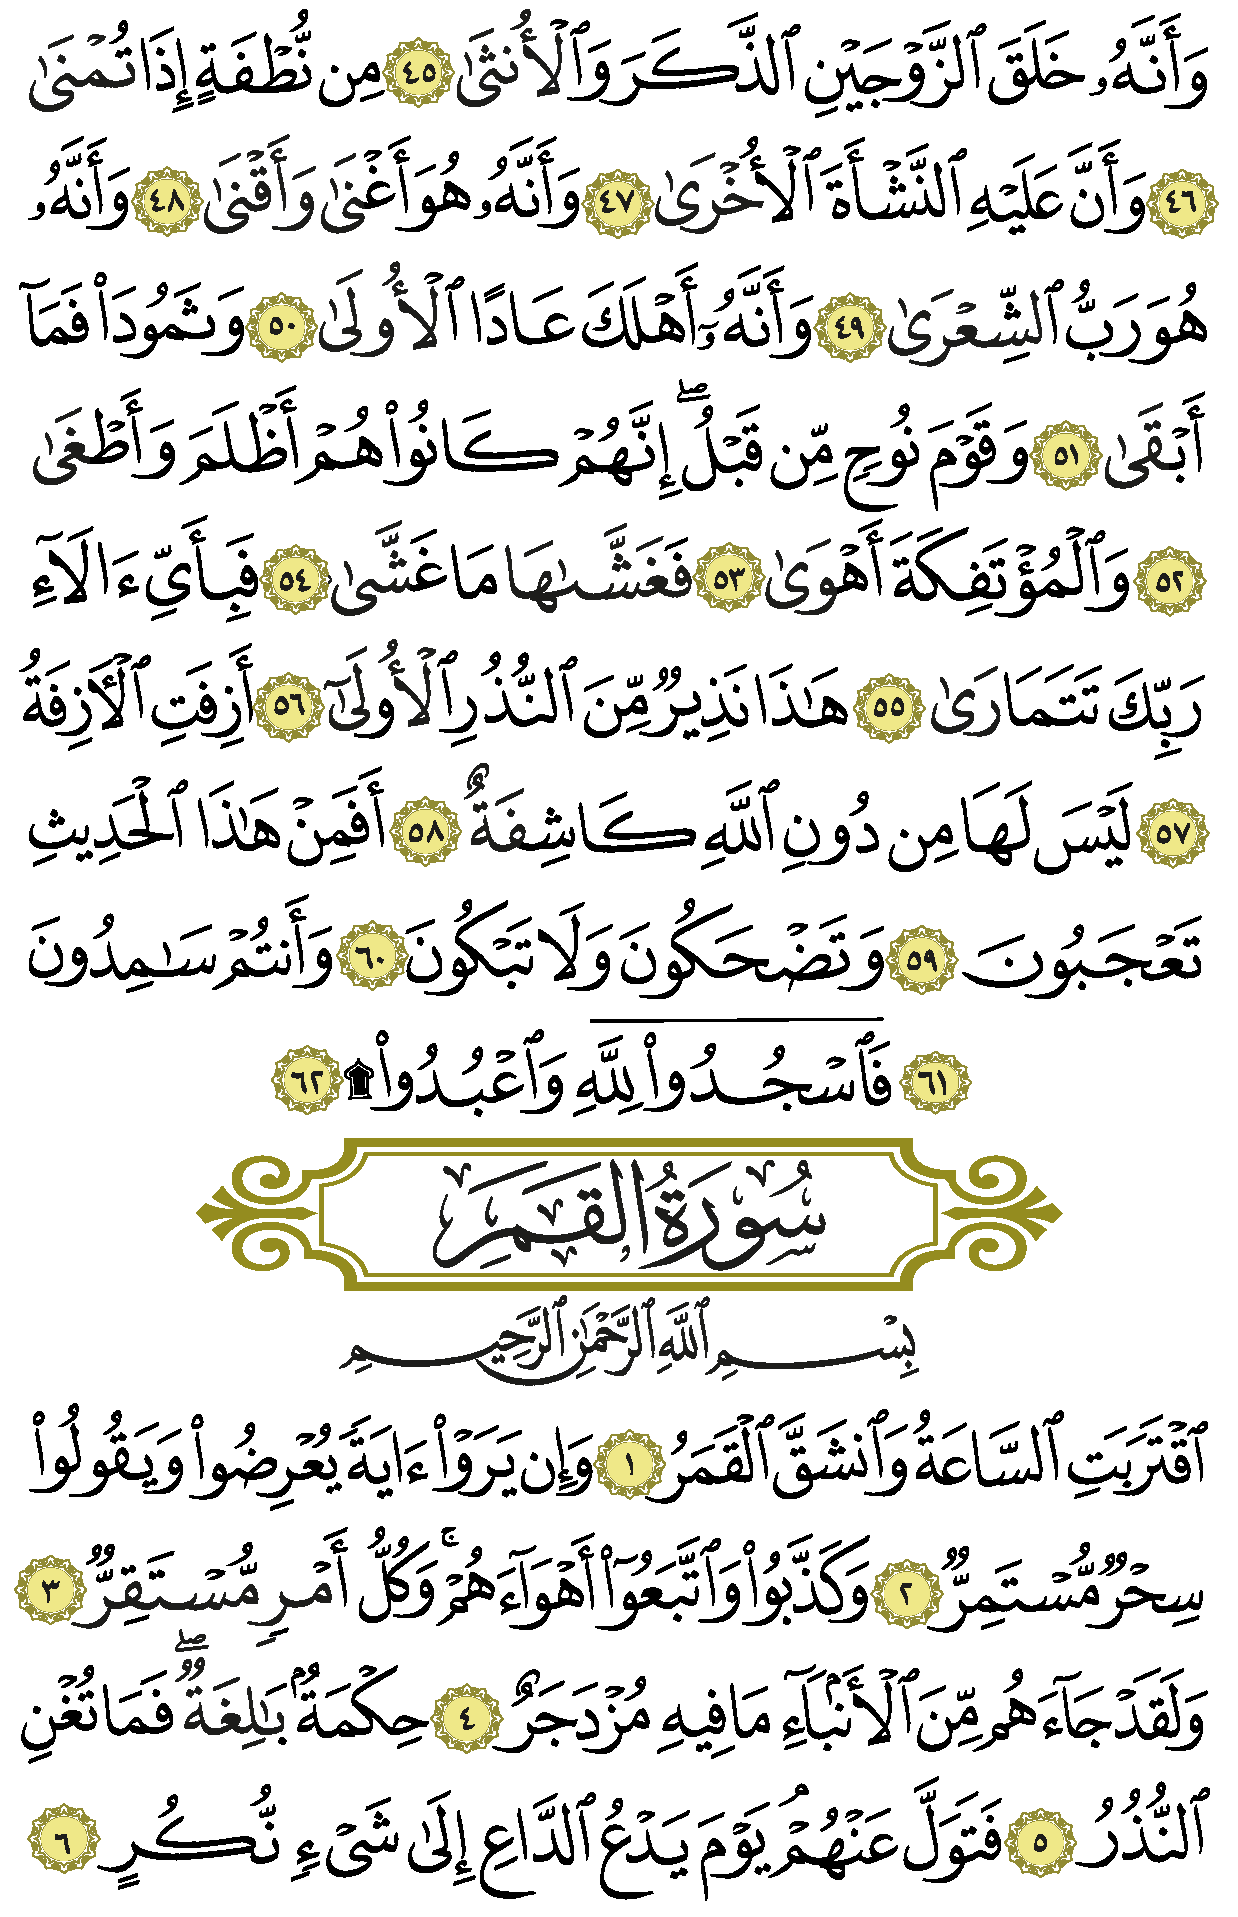 وَأَنَّهُۥ خَلَقَ ٱلزَّوۡجَيۡنِ ٱلذَّكَرَ وَٱلۡأُنثَىٰ ٤٥ مِن نُّطۡفَةٍ إِذَا تُمۡنَىٰ
٤٦ وَأَنَّ عَلَيۡهِ ٱلنَّشۡأَةَ ٱلۡأُخۡرَىٰ ٤٧ وَأَنَّهُۥ هُوَ أَغۡنَىٰ وَأَقۡنَىٰ ٤٨ وَأَنَّهُۥ
هُوَ رَبُّ ٱلشِّعۡرَىٰ ٤٩ وَأَنَّهُۥٓ أَهۡلَكَ عَادًا ٱلۡأُولَىٰ ٥٠ وَثَمُودَاْ فَمَآ
أَبۡقَىٰ ٥١ وَقَوۡمَ نُوحٖ مِّن قَبۡلُۖ إِنَّهُمۡ كَانُواْ هُمۡ أَظۡلَمَ وَأَطۡغَىٰ
٥٢ وَٱلۡمُؤۡتَفِكَةَ أَهۡوَىٰ ٥٣ فَغَشَّىٰهَا مَا غَشَّىٰ ٥٤ فَبِأَيِّ ءَالَآءِ
رَبِّكَ تَتَمَارَىٰ ٥٥ هَٰذَا نَذِيرٞ مِّنَ ٱلنُّذُرِ ٱلۡأُولَىٰٓ ٥٦ أَزِفَتِ ٱلۡأٓزِفَةُ
٥٧ لَيۡسَ لَهَا مِن دُونِ ٱللَّهِ كَاشِفَةٌ ٥٨ أَفَمِنۡ هَٰذَا ٱلۡحَدِيثِ
تَعۡجَبُونَ ٥٩ وَتَضۡحَكُونَ وَلَا تَبۡكُونَ ٦٠ وَأَنتُمۡ سَٰمِدُونَ
٦١ فَٱسۡجُدُواْ لِلَّهِ وَٱعۡبُدُواْ۩ ٦٢
سُورَةُ القَمَرِ
بِسۡمِ ٱللَّهِ ٱلرَّحۡمَٰنِ ٱلرَّحِيمِ
ٱقۡتَرَبَتِ ٱلسَّاعَةُ وَٱنشَقَّ ٱلۡقَمَرُ ١ وَإِن يَرَوۡاْ ءَايَةٗ يُعۡرِضُواْ وَيَقُولُواْ
سِحۡرٞ مُّسۡتَمِرّٞ ٢ وَكَذَّبُواْ وَٱتَّبَعُوٓاْ أَهۡوَآءَهُمۡۚ وَكُلُّ أَمۡرٖ مُّسۡتَقِرّٞ ٣
وَلَقَدۡ جَآءَهُم مِّنَ ٱلۡأَنۢبَآءِ مَا فِيهِ مُزۡدَجَرٌ ٤ حِكۡمَةُۢ بَٰلِغَةٞۖ فَمَا تُغۡنِ
ٱلنُّذُرُ ٥ فَتَوَلَّ عَنۡهُمۡۘ يَوۡمَ يَدۡعُ ٱلدَّاعِ إِلَىٰ شَيۡءٖ نُّكُرٍ ٦